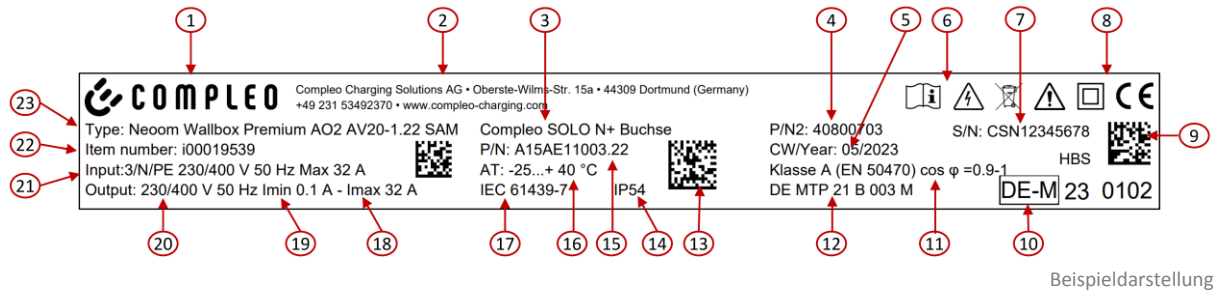 1 2 3 4 5 6 7 8
COMPLEO
Compleo Charging Solutions AG • Oberste-Wilms-Str. 15a • 44309 Dortmund (Germany)
+49 231 53492370 • www.compleo-charging.com
CE
23
Type: Neoom Wallbox Premium AO2 AV20-1.22 SAM
Compleo SOLO N+ Buchse
P/N2: 40800703
S/N: CSN12345678
9
22
Item number: i00019539
P/N: A15AE11003.22
CW/Year: 05/2023
HBS
21
Input:3/N/PE 230/400 V 50 Hz Max 32 A
AT: -25...+ 40 °C
Klasse A (EN 50470) cos φ =0.9-1
Output: 230/400 V 50 Hz Imin 0.1 A - Imax 32 A
IEC 61439-7
IP54
DE MTP 21 B 003 M
DE-M 23 0102
20 19 18 17 16 15 14 13 12 11 10
Beispieldarstellung